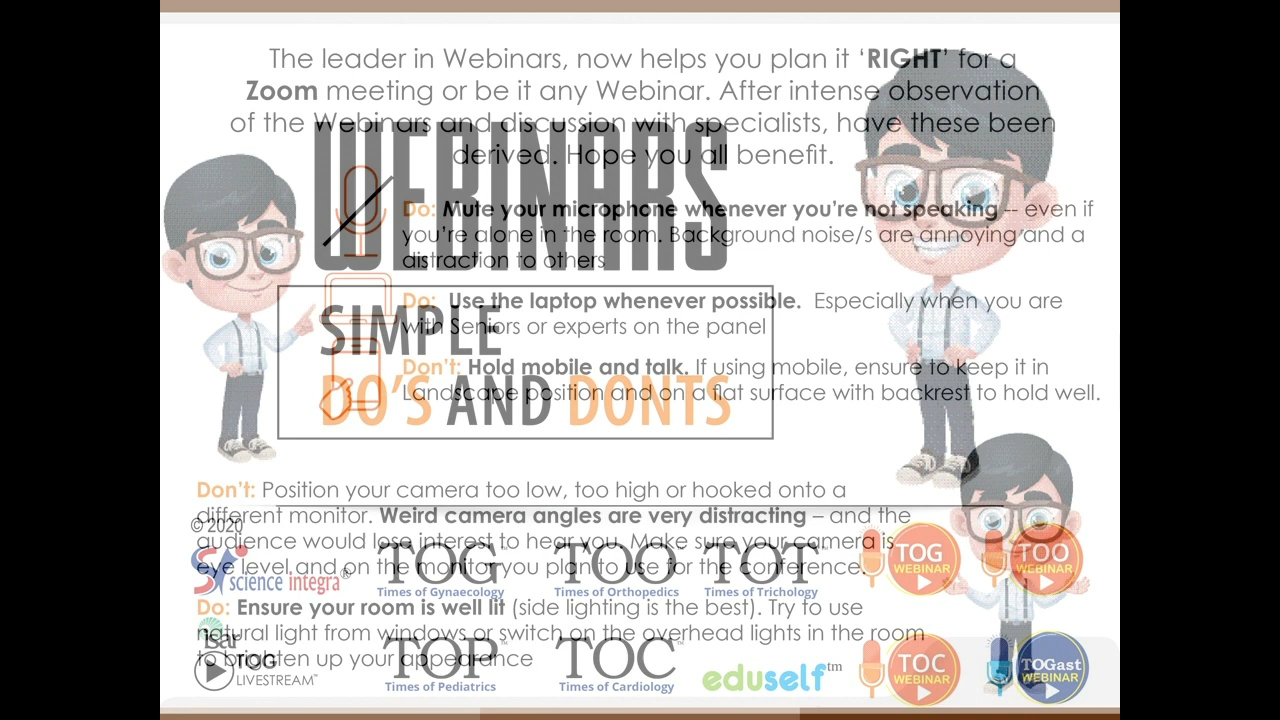 The leader in Webinars, now helps you plan it ‘RIGHT’ for a
Zoom meeting or be it any Webinar. After intense observation
of the Webinars and discussion with specialists, have these been
derived. Hope you all benefit.
WEBINARS
SIMPLE
DO'S AND DONTS
Do: Mute your microphone whenever you’re not speaking -- even if
you’re alone in the room. Background noise/s are annoying and a
distraction to others
Do: Use the laptop whenever possible. Especially when you are
with Seniors or experts on the panel
Don’t: Hold mobile and talk. If using mobile, ensure to keep it in
Landscape position and on a flat surface with backrest to hold well.
Don’t: Position your camera too low, too high or hooked onto a
different monitor. Weird camera angles are very distracting – and the
audience would lose interest to hear you. Make sure your camera is
eye level and on the monitor you plan to use for the conference.
Do: Ensure your room is well lit (side lighting is the best). Try to use
natural light from windows or switch on the overhead lights in the room
to brighten up your appearance
© 2020
science integra®
TOG™
Times of Gynaecology
TOO™
Times of Orthopedics
TOT™
Times of Trichology
TOG
WEBINAR
TOO
WEBINAR
isar
TOG
LIVESTREAM™
TOP™
Times of Pediatrics
TOC™
Times of Cardiology
eduself™
TOC
WEBINAR
TOGast
WEBINAR